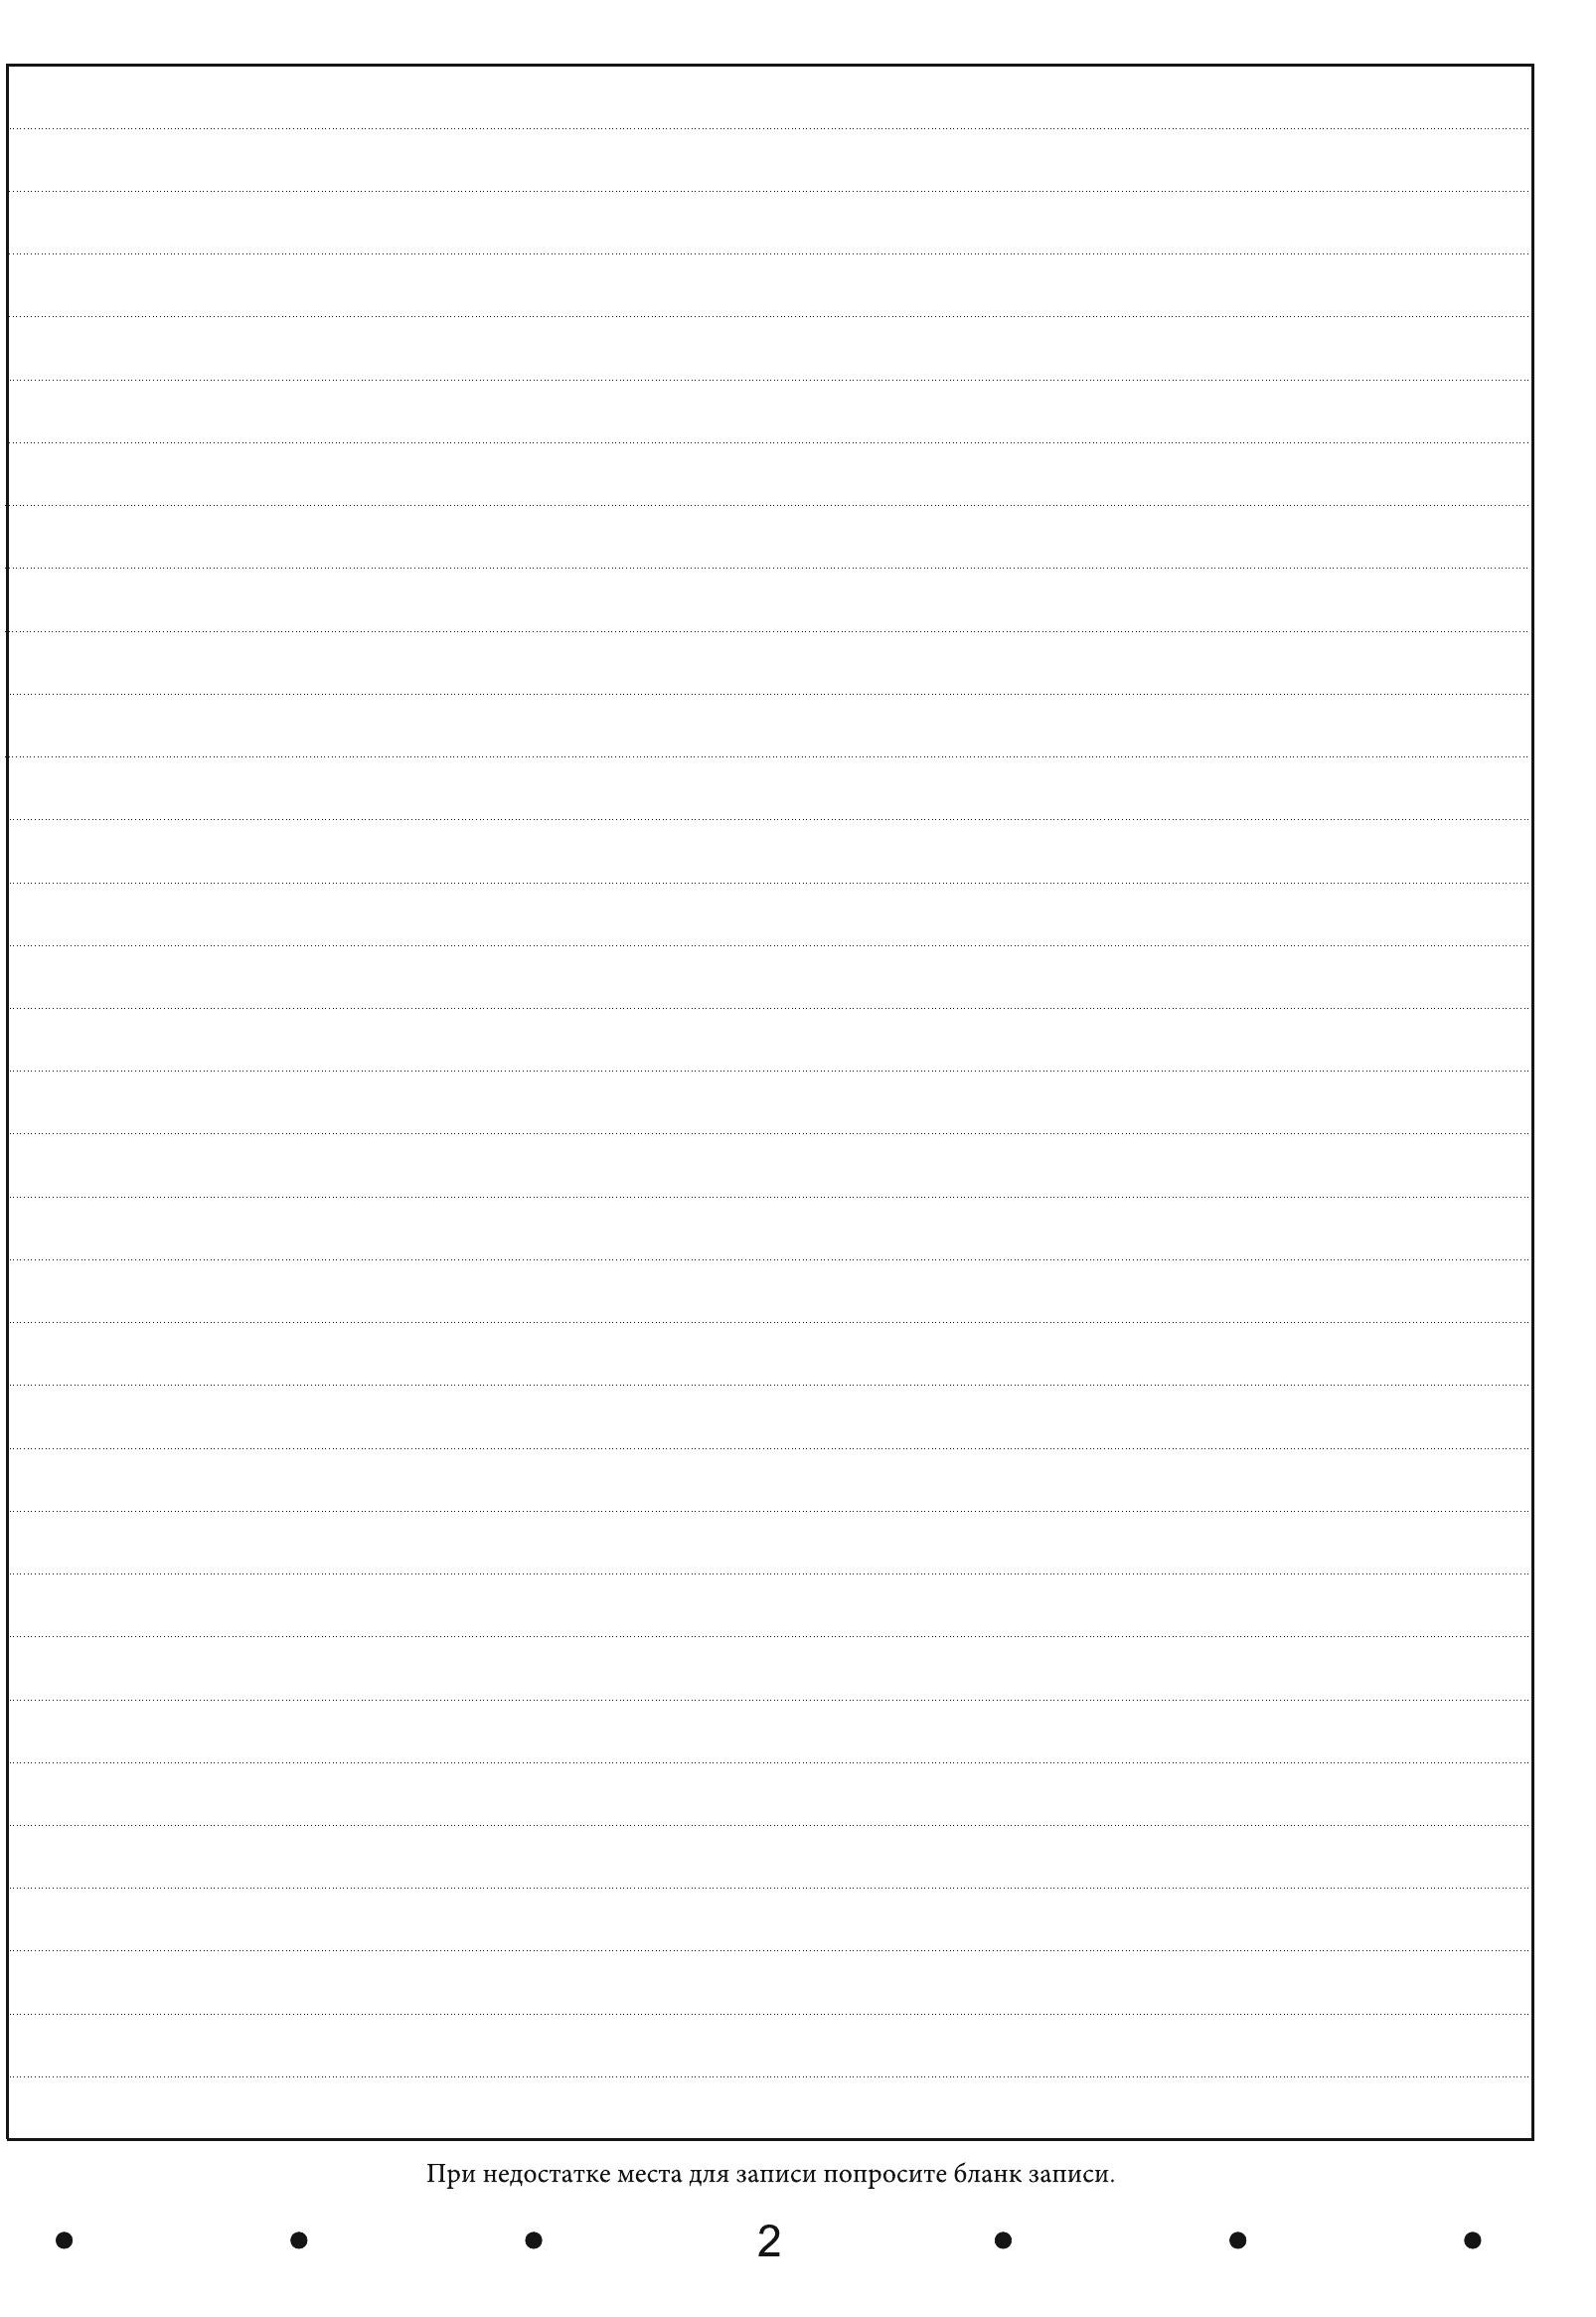 При недостатке места для записи попросите бланк записи.
2